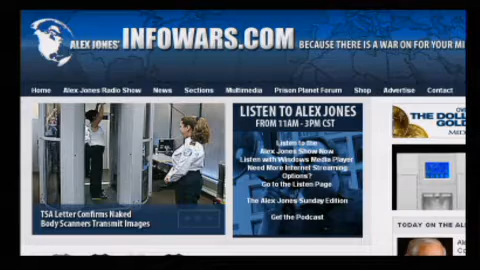 ALEX JONES' INFOWARS.COM BECAUSE THERE IS A WAR ON FOR YOUR MI
Home Alex Jones Radio Show News Sections Multimedia Prison Planet Forum Shop Advertise Contact
TSA Letter Confirms Naked
Body Scanners Transmit Images
LISTEN TO ALEX JONES
FROM 11AM - 3PM CST
Listen to the
Alex Jones Show Now
Listen with Windows Media Player
Need More Internet Streaming
Options?
Go to the Listen Page
The Alex Jones Sunday Edition
Get the Podcast
THE DOLL
GOLD
TODAY ON THE AL